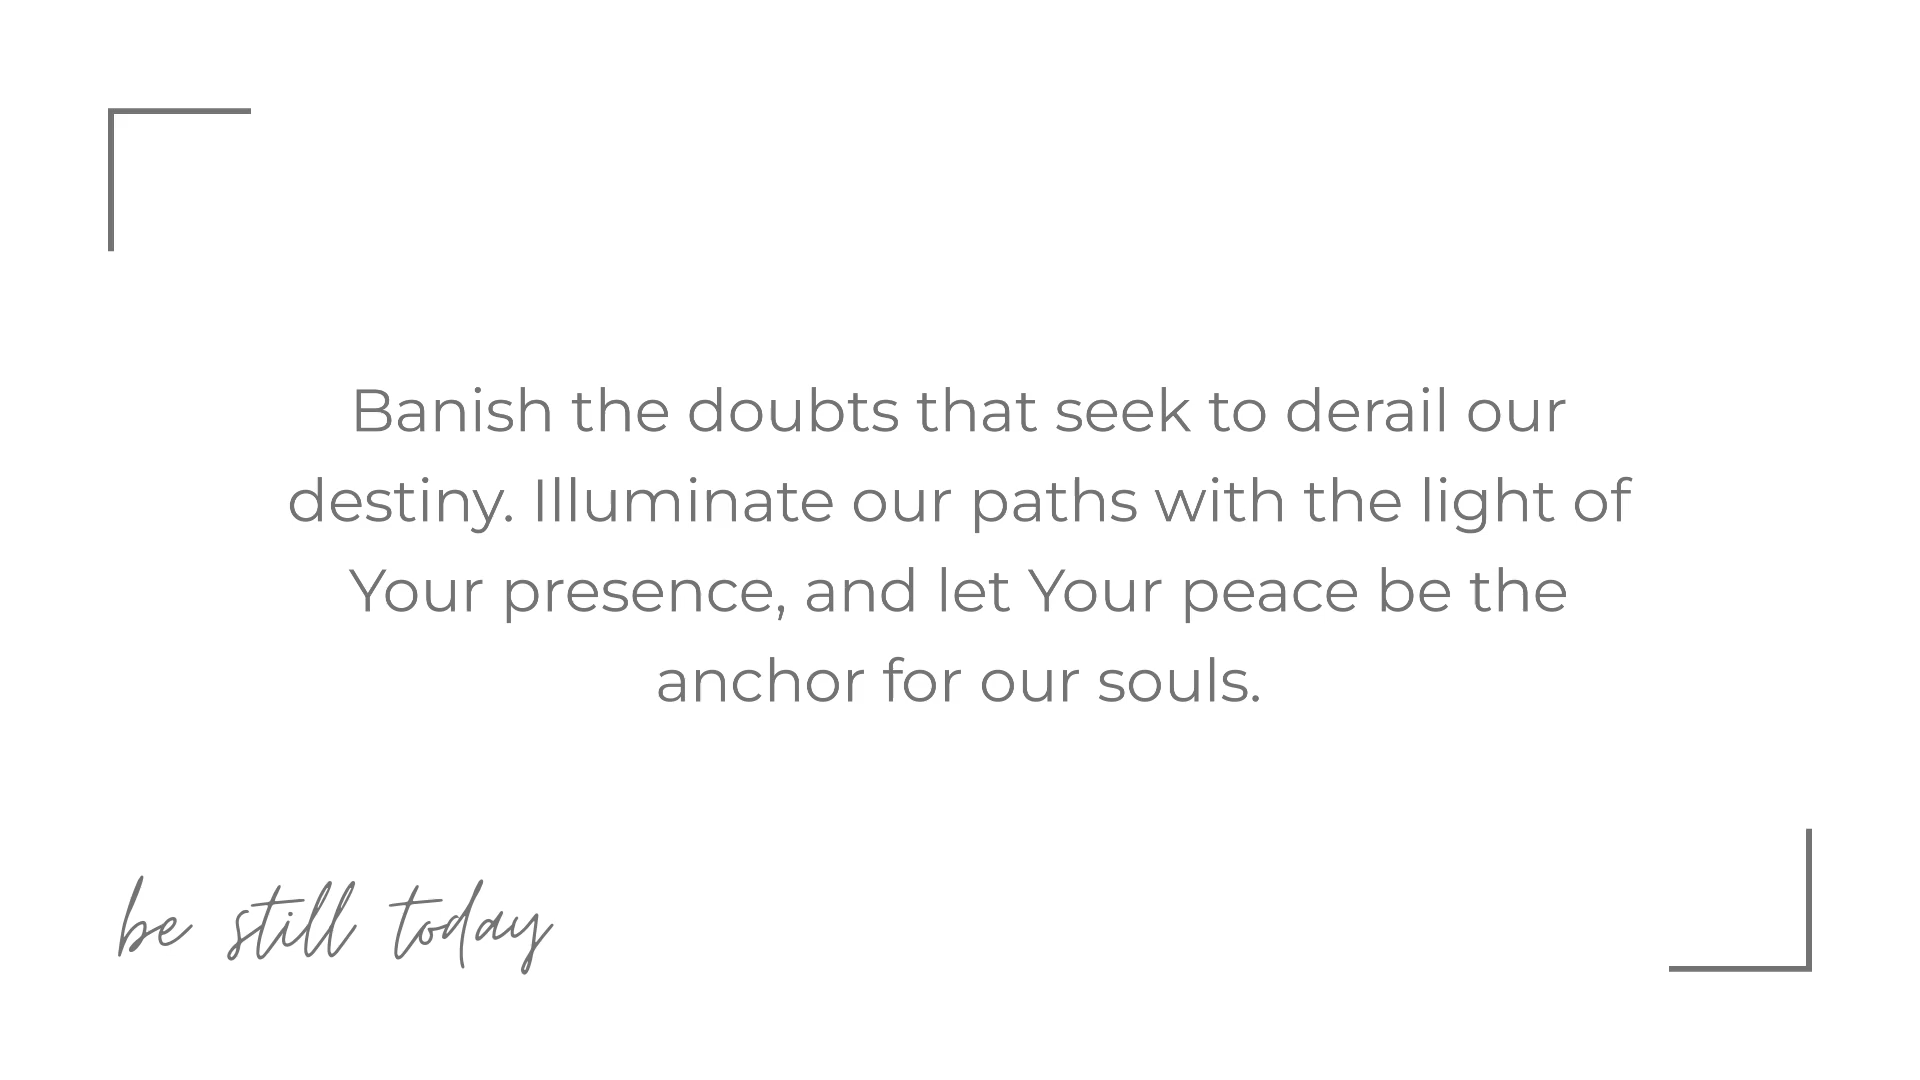 Banish the doubts that seek to derail our
destiny. Illuminate our paths with the light of
Your presence, and let Your peace be the
anchor for our souls.
be still today